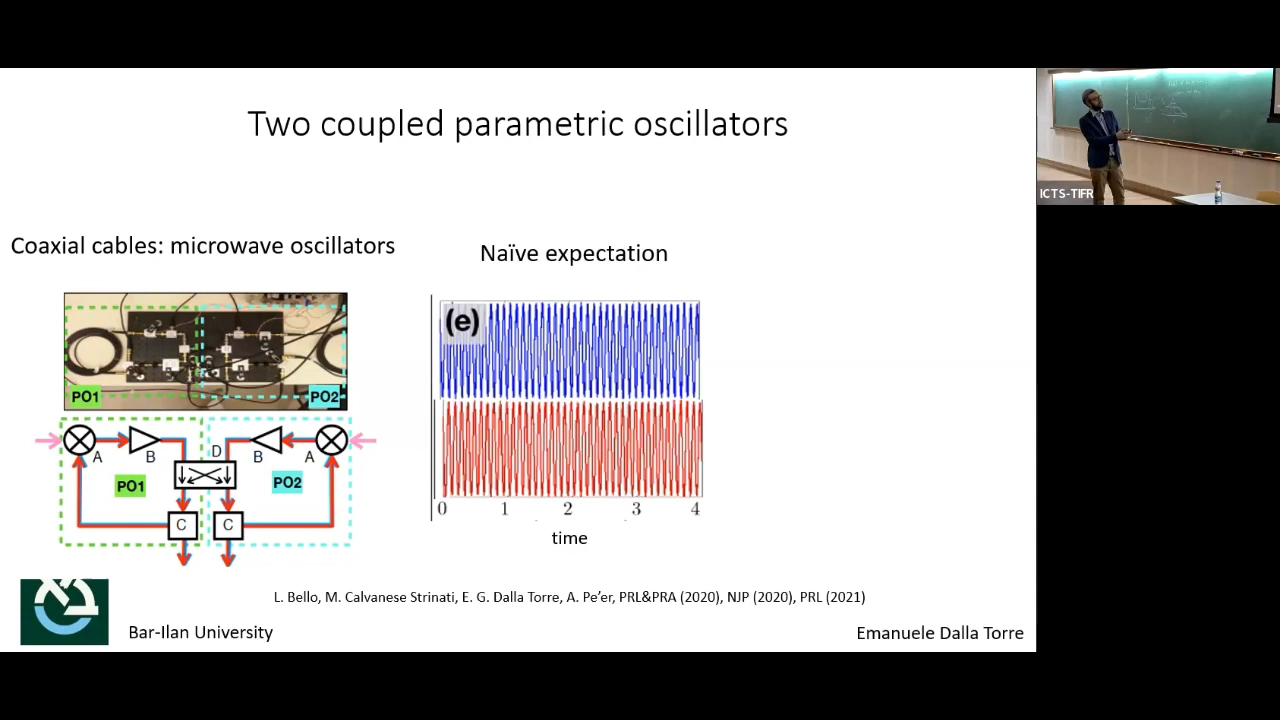 Two coupled parametric oscillators
Coaxial cables: microwave oscillators
Naïve expectation
PO1
PO2
A
B
D
B
A
PO1
PO2
C
C
(e)
0 1 2 3 4
time
L. Bello, M. Calvanese Strinati, E. G. Dalla Torre, A. Pe’er, PRL&PRA (2020), NJP (2020), PRL (2021)
Bar-Ilan University
Emanuele Dalla Torre
ICTS-TIFR